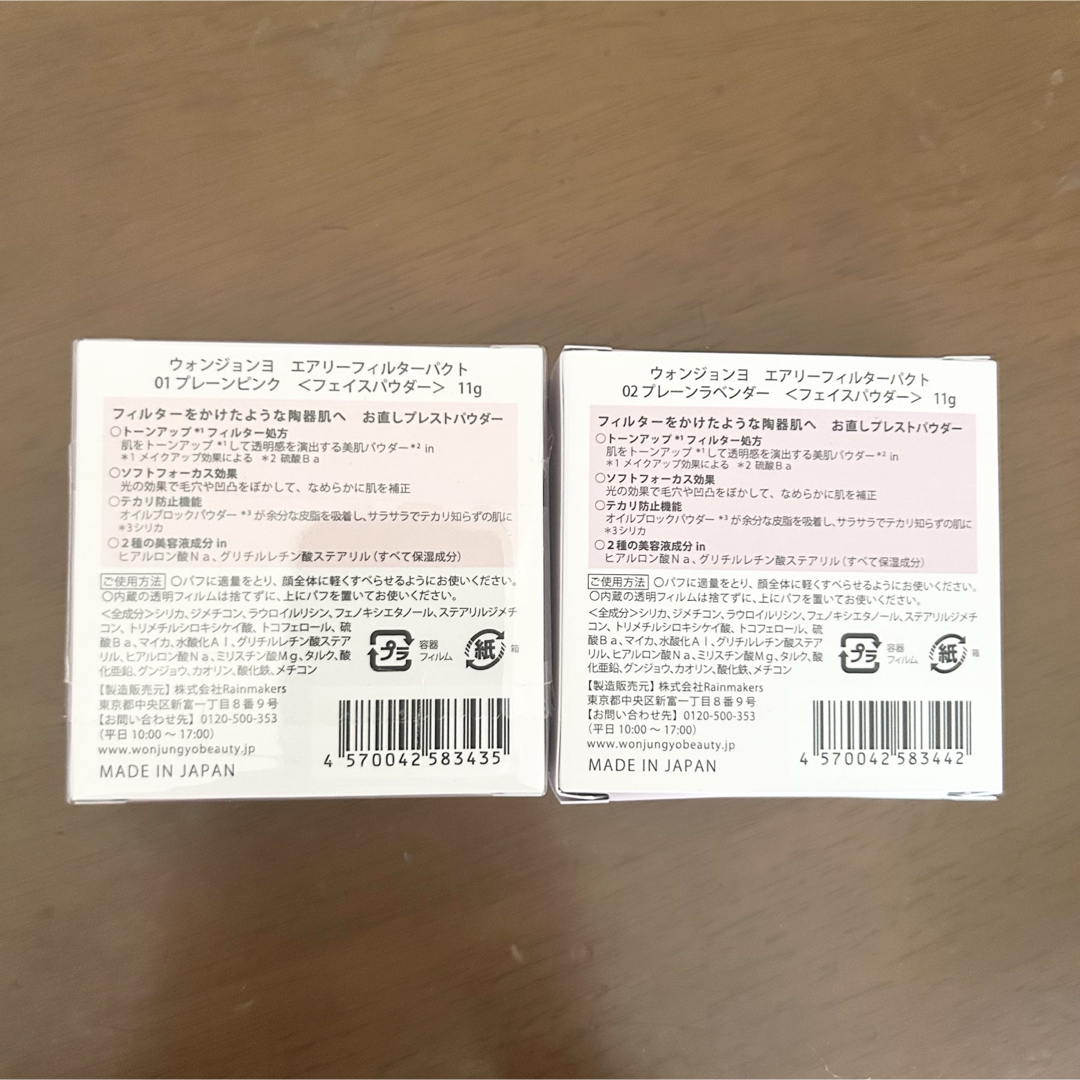 ウォンジョンヨ　エアリーフィルターパクト
01 プレーンピンク　＜フェイスパウダー＞　11g
フィルターをかけたような陶器肌へ　お直しプレストパウダー
○トーンアップ*1フィルター処方
肌をトーンアップ*1して透明感を演出する美肌パウダー*2 in
*1 メイクアップ効果による　*2 硫酸Ｂａ
○ソフトフォーカス効果
光の効果で毛穴や凹凸をぼかして、なめらかに肌を補正
○テカリ防止機能
オイルブロックパウダー*3が余分な皮脂を吸着し、サラサラでテカリ知らずの肌に
*3シリカ
○２種の美容液成分 in
ヒアルロン酸Ｎａ、グリチルレチン酸ステアリル（すべて保湿成分）
ご使用方法　○パフに適量をとり、顔全体に軽くすべらせるようにお使いください。
○内蔵の透明フィルムは捨てずに、上にパフを置いてお使いください。
＜全成分＞シリカ、ジメチコン、ラウロイルリシン、フェノキシエタノール、ステアリルジメチ
コン、トリメチルシロキシケイ酸、トコフェロール、硫
酸Ｂａ、マイカ、水酸化Ａｌ、グリチルレチン酸ステア
リル、ヒアルロン酸Ｎａ、ミリスチン酸Ｍｇ、タルク、酸
化亜鉛、グンジョウ、カオリン、酸化鉄、メチコン
プラ
容器
フィルム
紙
箱
【製造販売元】株式会社Rainmakers
東京都中央区新富一丁目８番９号
【お問い合わせ先】0120-500-353
（平日 10:00 ～ 17:00）
www.wonjungyobeauty.jp
MADE IN JAPAN
4 570042 583435
ウォンジョンヨ　エアリーフィルターパクト
02 プレーンラベンダー　＜フェイスパウダー＞　11g
フィルターをかけたような陶器肌へ　お直しプレストパウダー
○トーンアップ*1フィルター処方
肌をトーンアップ*1して透明感を演出する美肌パウダー*2 in
*1 メイクアップ効果による　*2 硫酸Ｂａ
○ソフトフォーカス効果
光の効果で毛穴や凹凸をぼかして、なめらかに肌を補正
○テカリ防止機能
オイルブロックパウダー*3が余分な皮脂を吸着し、サラサラでテカリ知らずの肌に
*3シリカ
○２種の美容液成分 in
ヒアルロン酸Ｎａ、グリチルレチン酸ステアリル（すべて保湿成分）
ご使用方法　○パフに適量をとり、顔全体に軽くすべらせるようにお使いください。
○内蔵の透明フィルムは捨てずに、上にパフを置いてお使いください。
＜全成分＞シリカ、ジメチコン、ラウロイルリシン、フェノキシエタノール、ステアリルジメチ
コン、トリメチルシロキシケイ酸、トコフェロール、硫
酸Ｂａ、マイカ、水酸化Ａｌ、グリチルレチン酸ステア
リル、ヒアルロン酸Ｎａ、ミリスチン酸Ｍｇ、タルク、酸
化亜鉛、グンジョウ、カオリン、酸化鉄、メチコン
プラ
容器
フィルム
紙
箱
【製造販売元】株式会社Rainmakers
東京都中央区新富一丁目８番９号
【お問い合わせ先】0120-500-353
（平日 10:00 ～ 17:00）
www.wonjungyobeauty.jp
MADE IN JAPAN
4 570042 583442